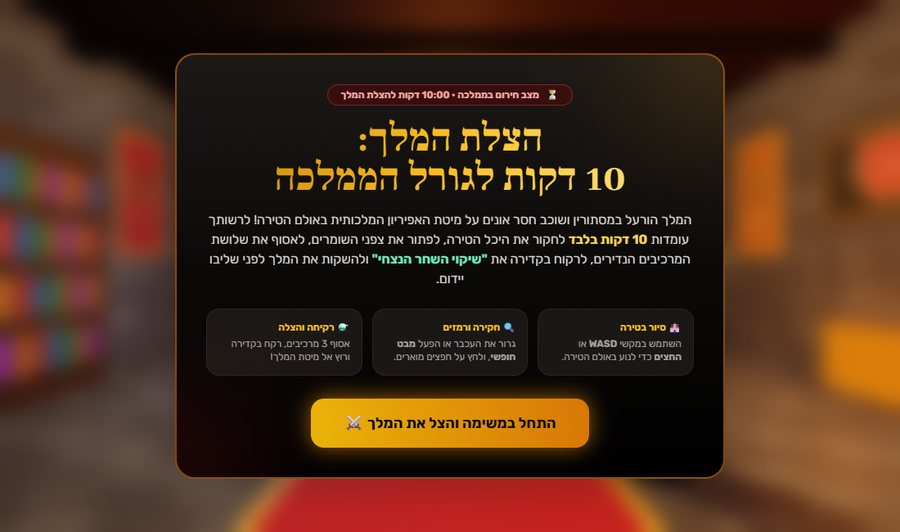 ⏳ מצב חירום בממלכה • 10:00 דקות להצלת המלך
הצלת המלך:
10 דקות לגורל הממלכה
המלך הורעל במסתורין ושוכב חסר אונים על מיטת האפיריון המלכותית באולם הטירה! לרשותך
עומדות 10 דקות בלבד לחקור את היכל הטירה, לפתור את צפני השומרים, לאסוף את שלושת
המרכיבים הנדירים, לרקוח בקדירה את "שיקוי השחר הנצחי" ולהשקות את המלך לפני שליבו
יידום.
🏰 סיור בטירה
השתמש במקשי WASD או
החצים כדי לנוע באולם הטירה.
🔍 חקירה ורמזים
גרור את העכבר או הפעל מבט
חופשי, ולחץ על חפצים מוארים.
רקיחה והצלה
אסוף 3 מרכיבים, רקח בקדירה
ורוץ אל מיטת המלך!
התחל במשימה והצל את המלך ⚔️